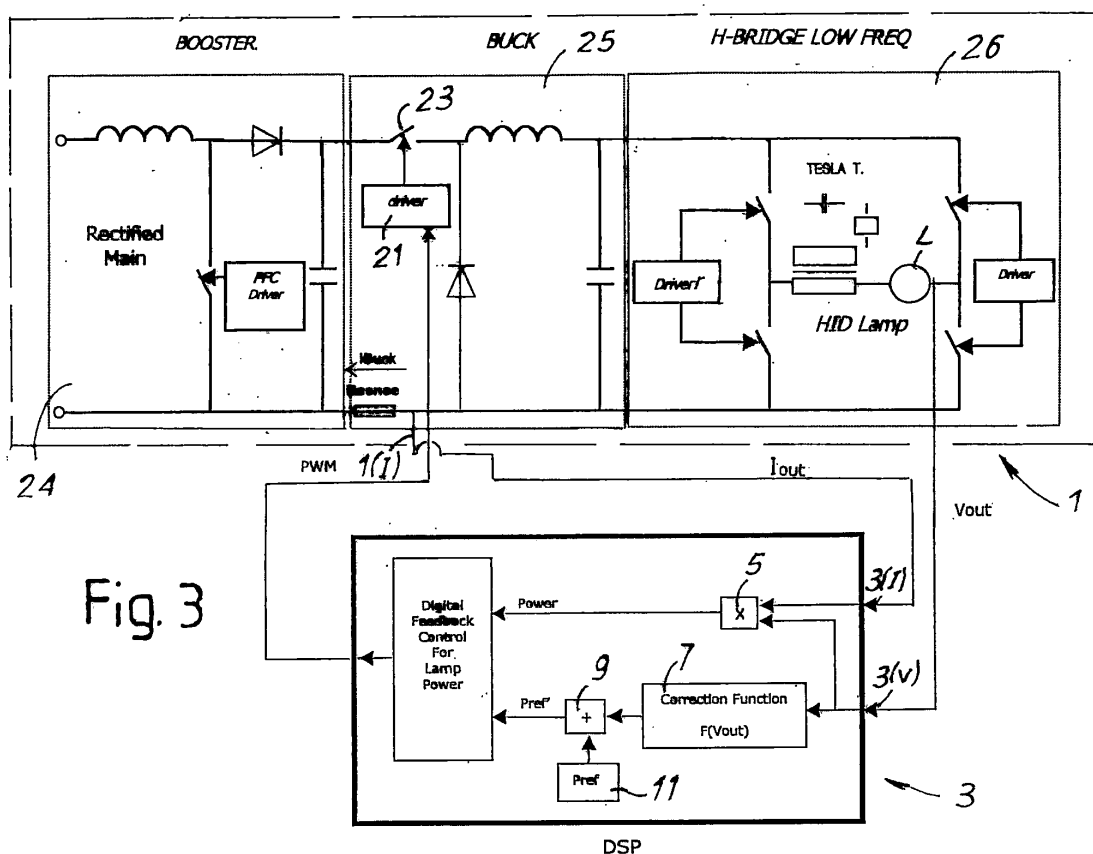 BOOSTER.
BUCK
H-BRIDGE LOW FREQ
25
26
23
TESLA T.
driver
21
Rectified
Main
PFC
Driver
L
Driver
HID Lamp
24
PWM
1(I)
Iout
Vout
1
Fig. 3
Digital
Feedback
Control
For
Lamp
Power
Power
5
X
3(I)
3(v)
7
Correction Function
F(Vout)
9
+
Pref'
Pref
11
3
DSP